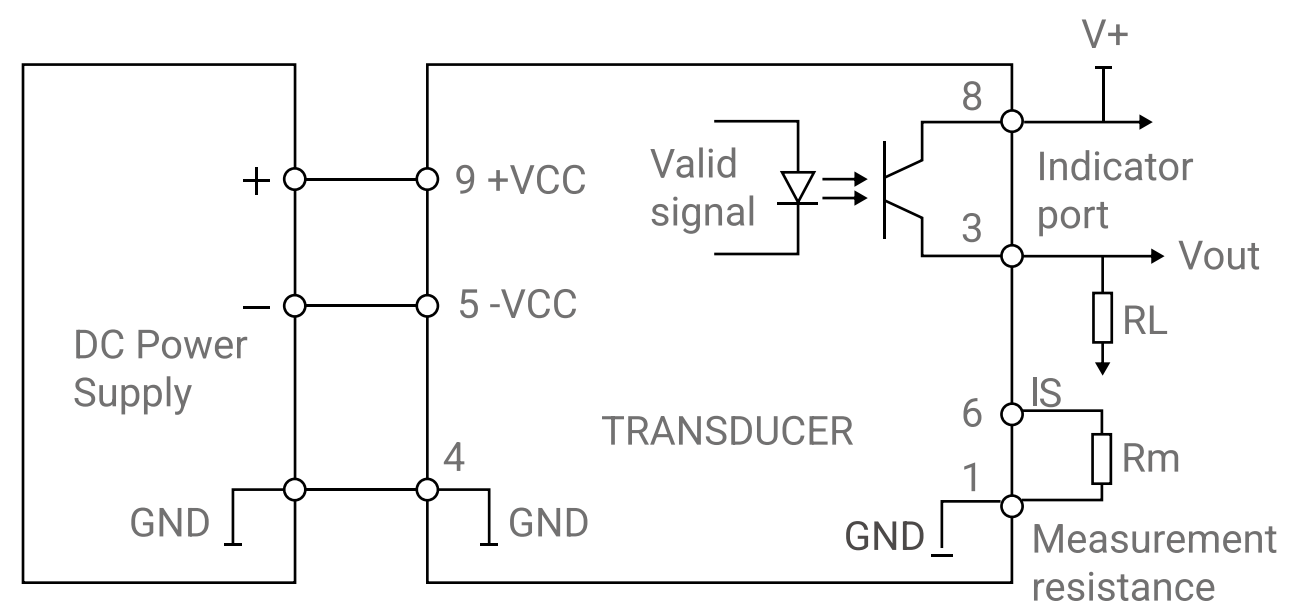 V+
8
Indicator
port
Valid
signal
+
9 +VCC
3
Vout
5 -VCC
−
RL
DC Power
Supply
IS
6
TRANSDUCER
Rm
4
1
GND
GND
GND
Measurement
resistance